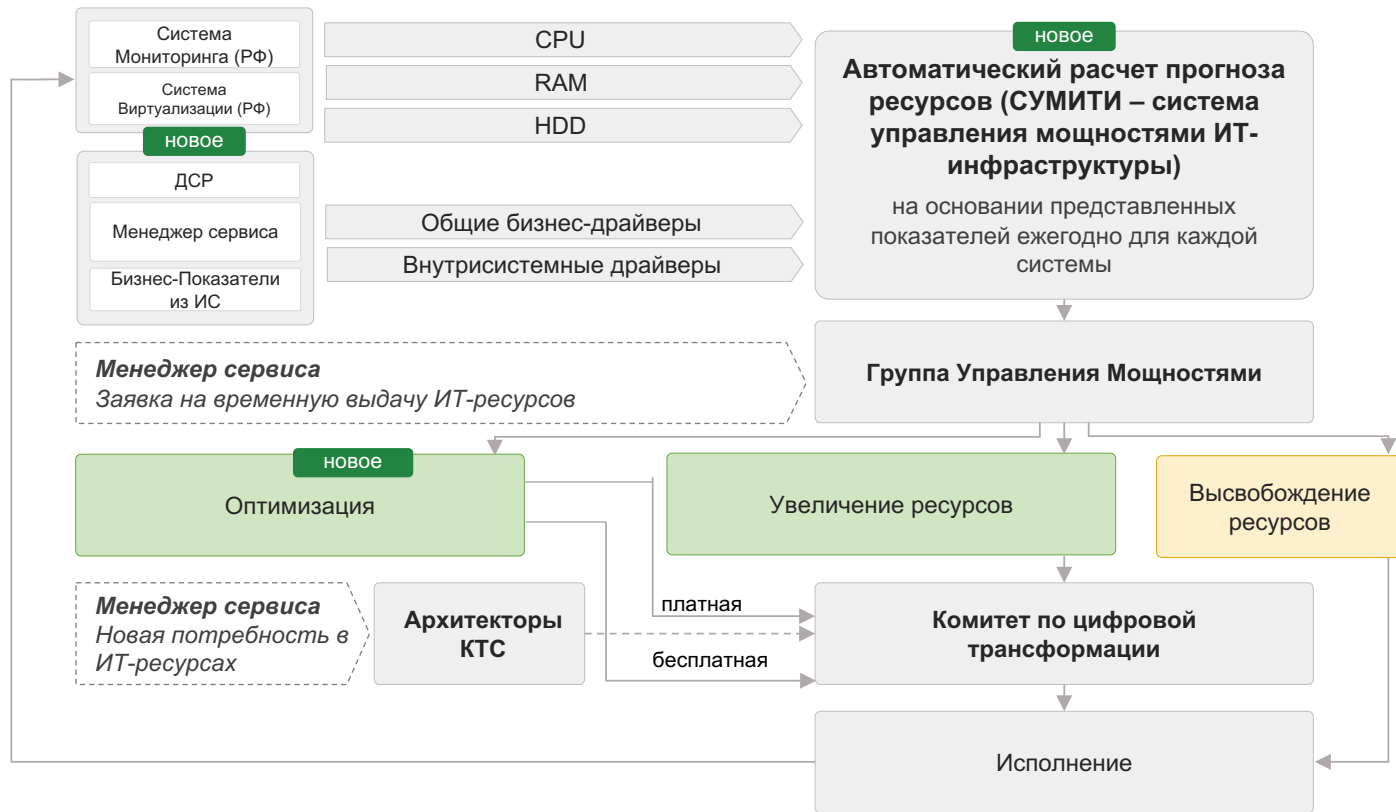 Система
Мониторинга (РФ)
Система
Виртуализации (РФ)
CPU
RAM
HDD
новое
ДСР
Менеджер сервиса
Бизнес-Показатели
из ИС
Общие бизнес-драйверы
Внутрисистемные драйверы
новое
Автоматический расчет прогноза
ресурсов (СУМИТИ – система
управления мощностями ИТ-
инфраструктуры)
на основании представленных
показателей ежегодно для каждой
системы
Менеджер сервиса
Заявка на временную выдачу ИТ-ресурсов
Группа Управления Мощностями
новое
Оптимизация
Увеличение ресурсов
Высвобождение
ресурсов
Менеджер сервиса
Новая потребность в
ИТ-ресурсах
Архитекторы
КТС
платная
бесплатная
Комитет по цифровой
трансформации
Исполнение